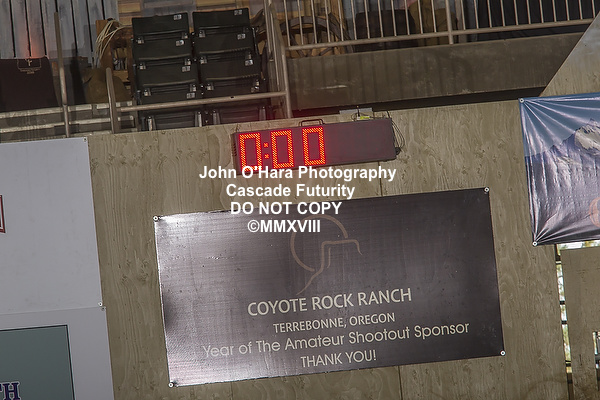 0:00
John O'Hara Photography
Cascade Futurity
DO NOT COPY
©MMXVIII
COYOTE ROCK RANCH
TERREBONNE, OREGON
Year of The Amateur Shootout Sponsor
THANK YOU!